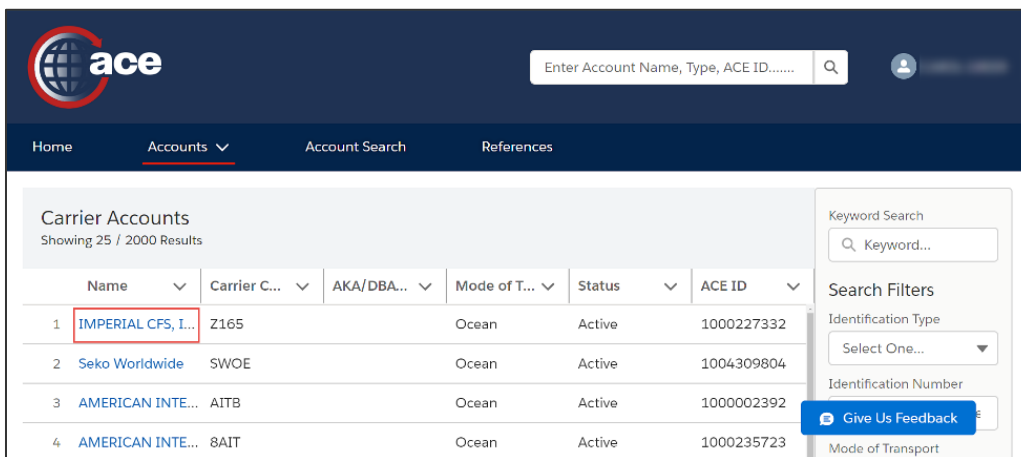 ace
Enter Account Name, Type, ACE ID.......
Home Accounts Account Search References
Carrier Accounts
Showing 25 / 2000 Results
Name Carrier C... AKA/DBA... Mode of T... Status ACE ID
1 IMPERIAL CFS, I... Z165 Ocean Active 1000227332
2 Seko Worldwide SWOE Ocean Active 1004309804
3 AMERICAN INTE... AITB Ocean Active 1000002392
4 AMERICAN INTE... 8AIT Ocean Active 1000235723
Keyword Search
Keyword...
Search Filters
Identification Type
Select One...
Identification Number
Give Us Feedback
Mode of Transport